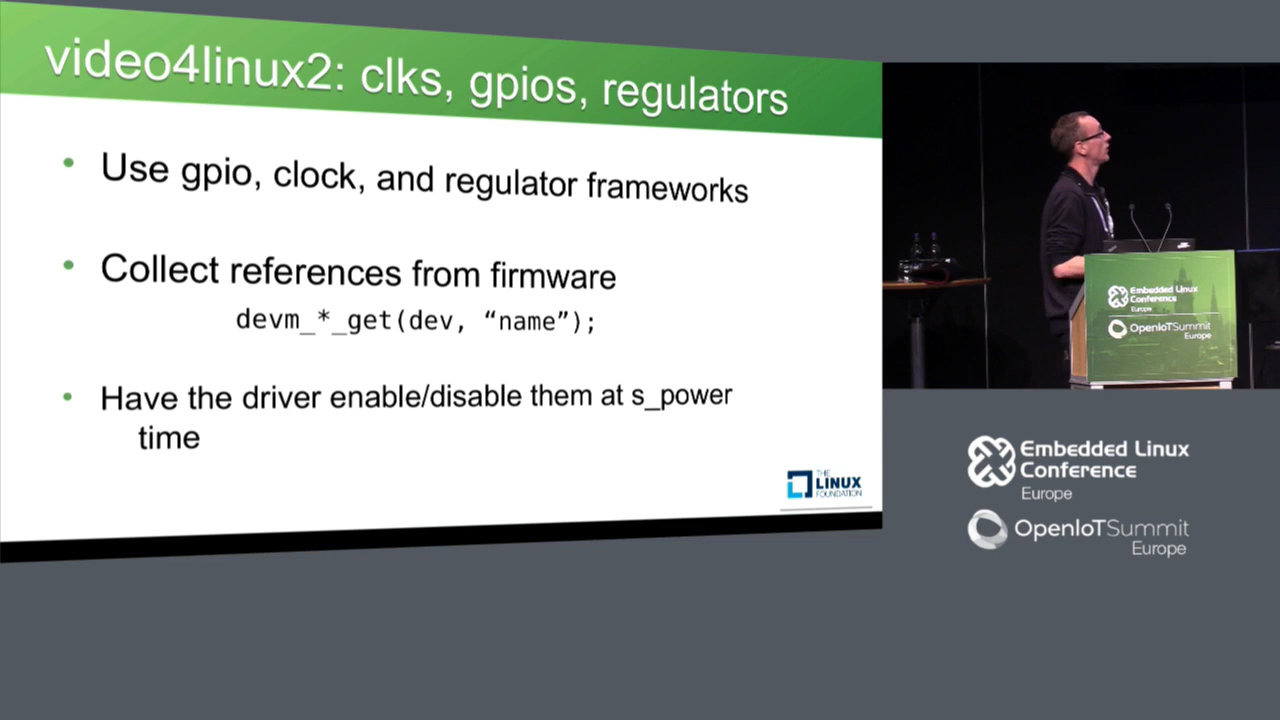 video4linux2: clks, gpios, regulators
Use gpio, clock, and regulator frameworks
Collect references from firmware
devm_*_get(dev, “name”);
Have the driver enable/disable them at s_power
time
THE
LINUX
FOUNDATION
Embedded Linux
Conference
Europe
OpenIoTSummit
Europe
Embedded Linux
Conference
Europe
OpenIoTSummit
Europe